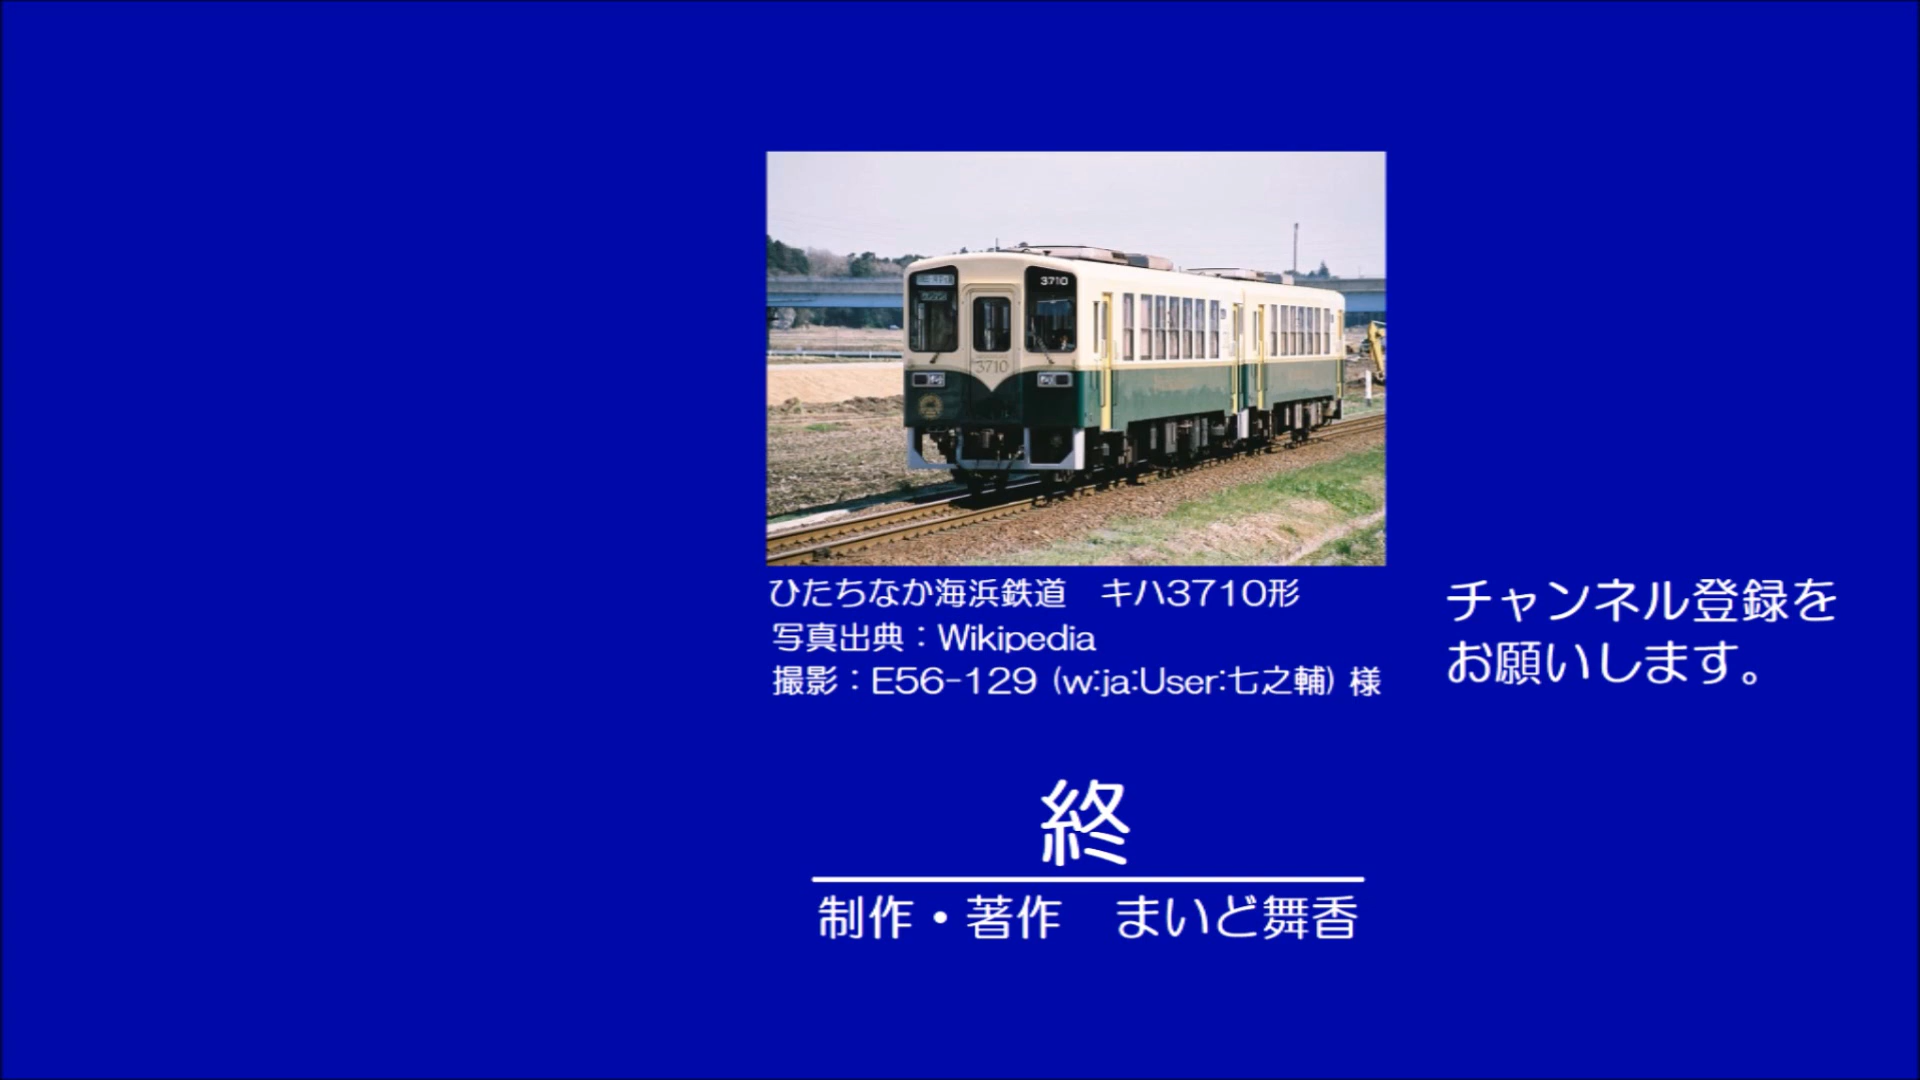 3710
3710
ひたちなか海浜鉄道　キハ3710形
写真出典：Wikipedia
撮影：E56-129 (w:ja:User:七之輔) 様
チャンネル登録を
お願いします。
終
制作・著作　まいど舞香